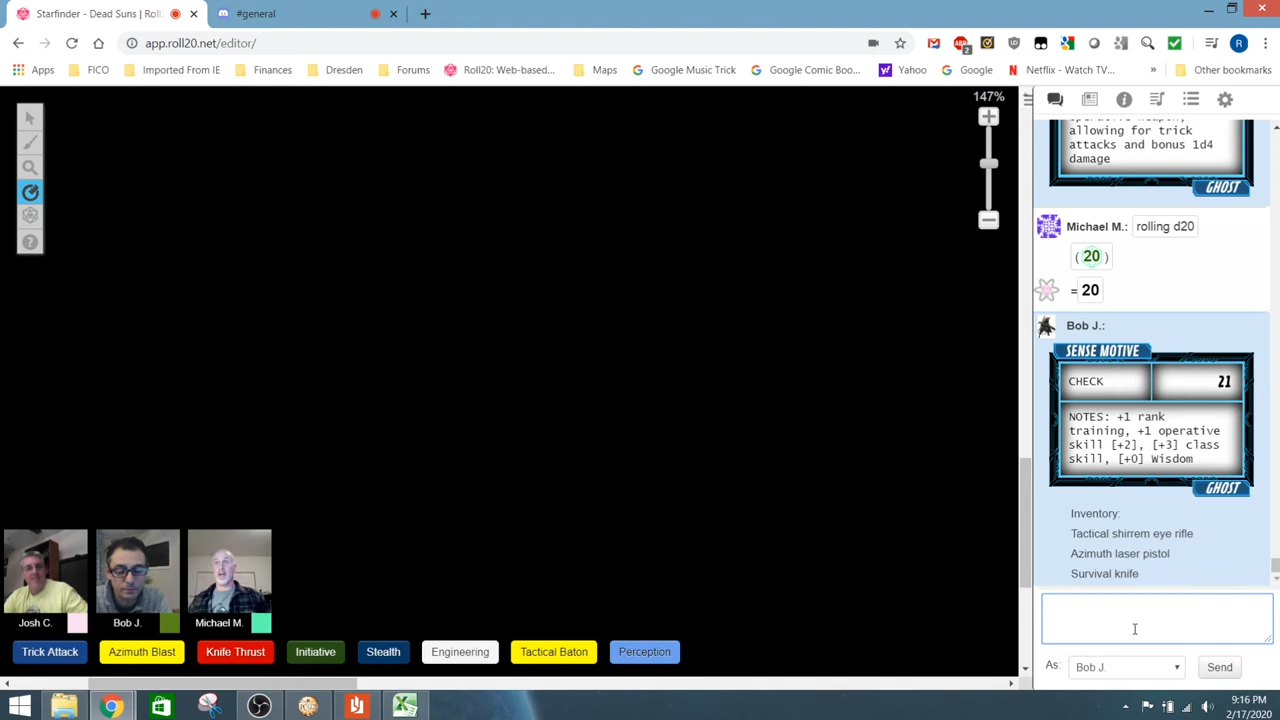 Starfinder - Dead Suns | Roll
#general
app.roll20.net/editor/
2
R
Apps
FICO
Imported From IE
Finances
Dresden
Forums
Roll20: Web-based...
Maps
Google Music Trick
Google Comic Boo...
Yahoo
Google
Netflix - Watch TV...
»
Other bookmarks
147%
allowing for trick
attacks and bonus 1d4
damage
GHOST
Michael M.: rolling d20
(20)
=20
Bob J.:
SENSE MOTIVE
CHECK 21
NOTES: +1 rank
training, +1 operative
skill [+2], [+3] class
skill, [+0] Wisdom
GHOST
Inventory:
Tactical shirrem eye rifle
Azimuth laser pistol
Survival knife
Josh C.
Bob J.
Michael M.
Trick Attack
Azimuth Blast
Knife Thrust
Initiative
Stealth
Engineering
Tactical Baton
Perception
As: Bob J. Send
9:16 PM
2/17/2020